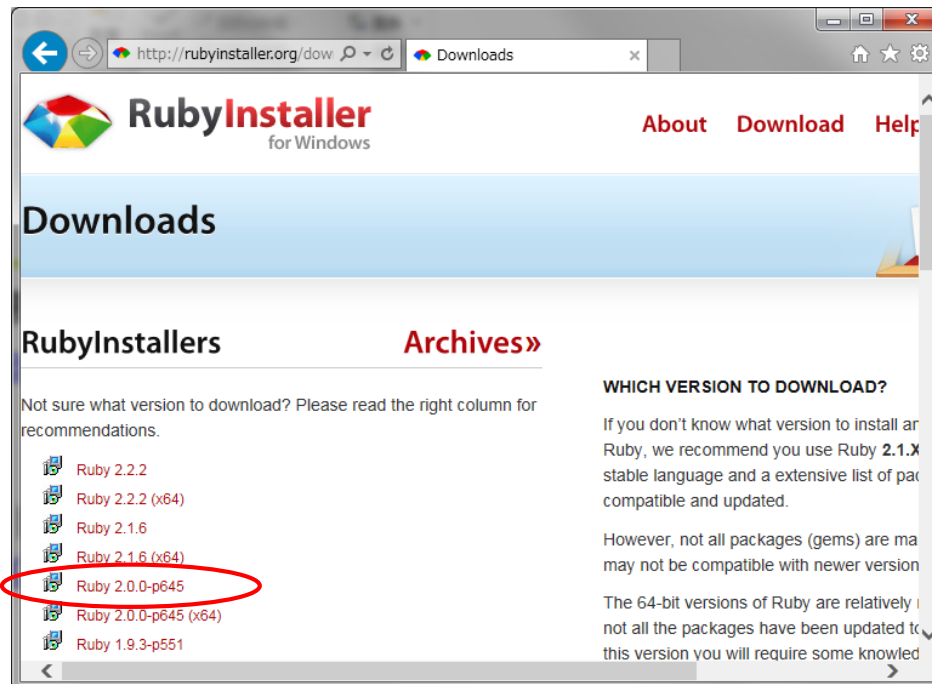 http://rubyinstaller.org/dow
Downloads
RubyInstaller
for Windows
About Download Help
Downloads
RubyInstallers Archives»
Not sure what version to download? Please read the right column for
recommendations.
Ruby 2.2.2
Ruby 2.2.2 (x64)
Ruby 2.1.6
Ruby 2.1.6 (x64)
Ruby 2.0.0-p645
Ruby 2.0.0-p645 (x64)
Ruby 1.9.3-p551
WHICH VERSION TO DOWNLOAD?
If you don't know what version to install an
Ruby, we recommend you use Ruby 2.1.X
stable language and a extensive list of pac
compatible and updated.
However, not all packages (gems) are ma
may not be compatible with newer version
The 64-bit versions of Ruby are relatively
not all the packages have been updated to
this version you will require some knowled